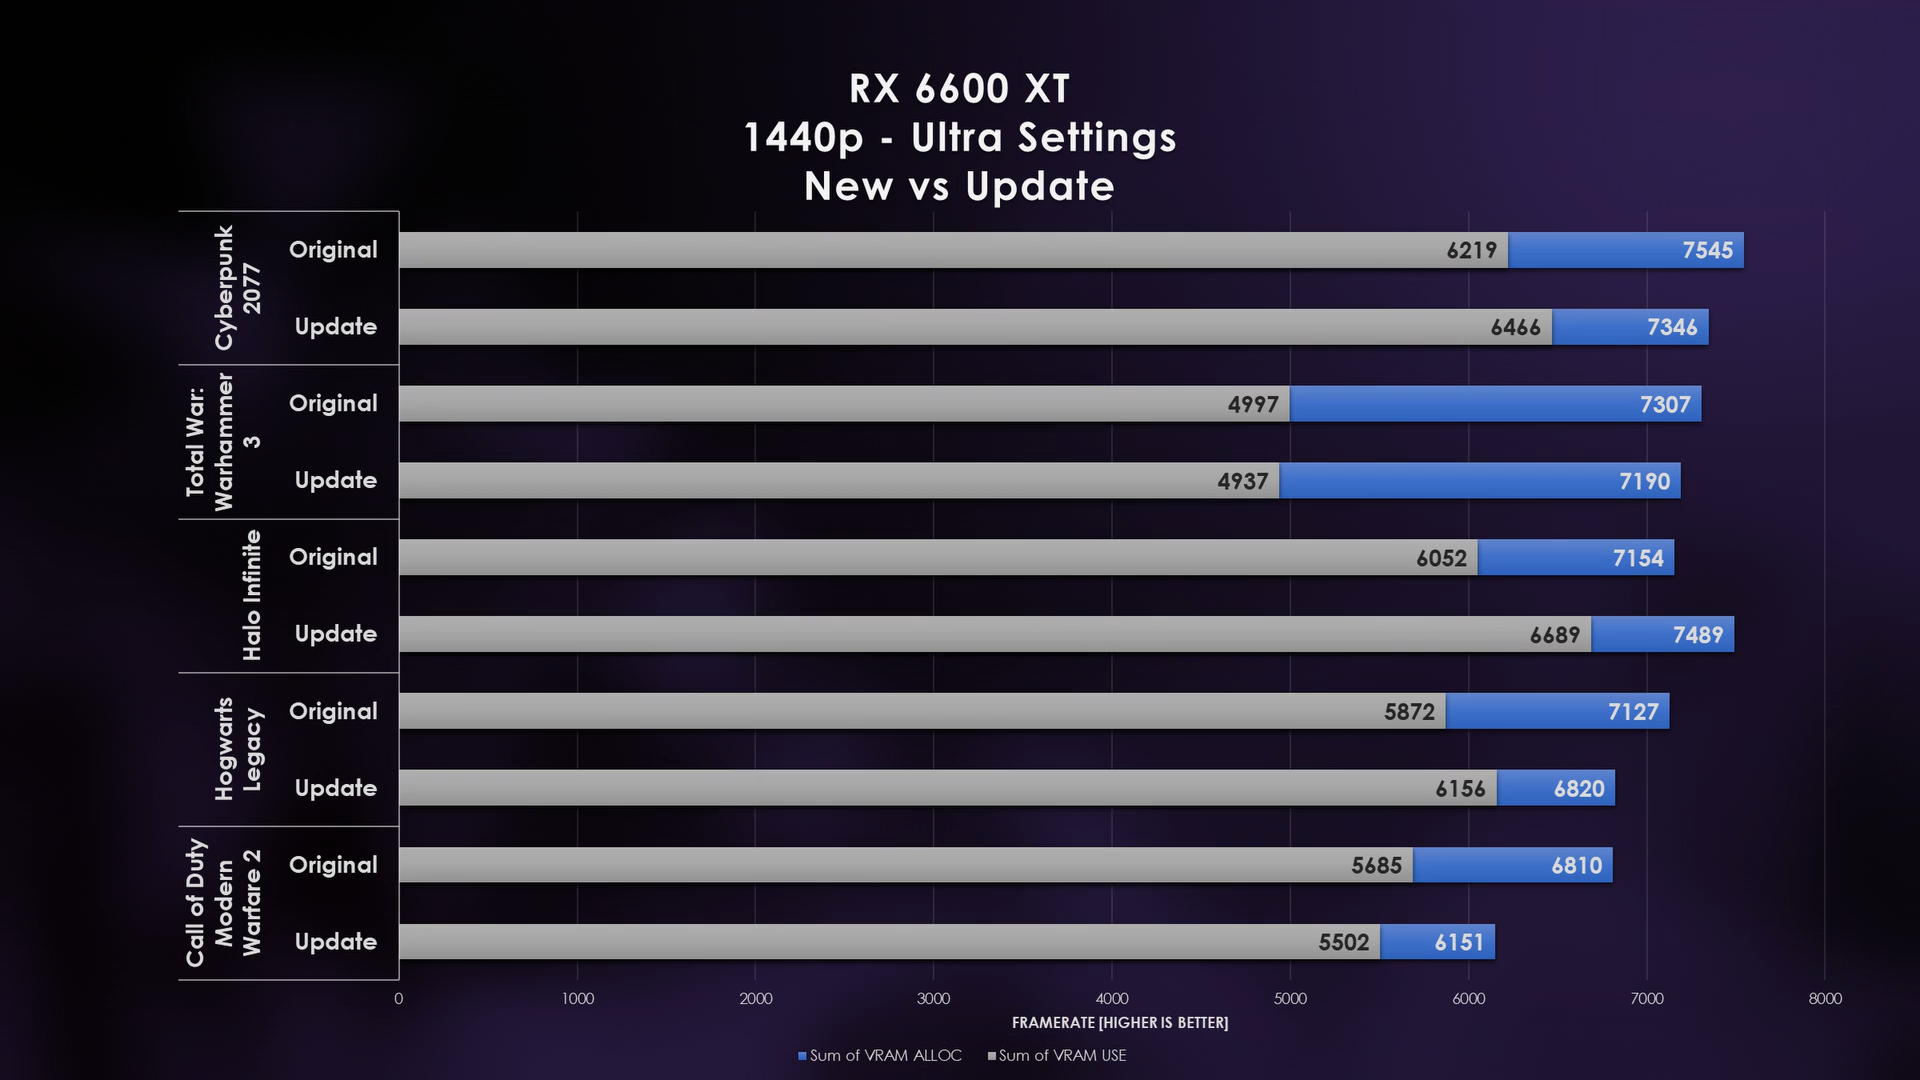 RX 6600 XT
1440p - Ultra Settings
New vs Update
Cyberpunk
2077
Original
6219
7545
Update
6466
7346
Total War:
Warhammer
3
Original
4997
7307
Update
4937
7190
Halo Infinite
Original
6052
7154
Update
6689
7489
Hogwarts
Legacy
Original
5872
7127
Update
6156
6820
Call of Duty
Modern
Warfare 2
Original
5685
6810
Update
5502
6151
0 1000 2000 3000 4000 5000 6000 7000 8000
FRAMERATE [HIGHER IS BETTER]
Sum of VRAM ALLOC Sum of VRAM USE